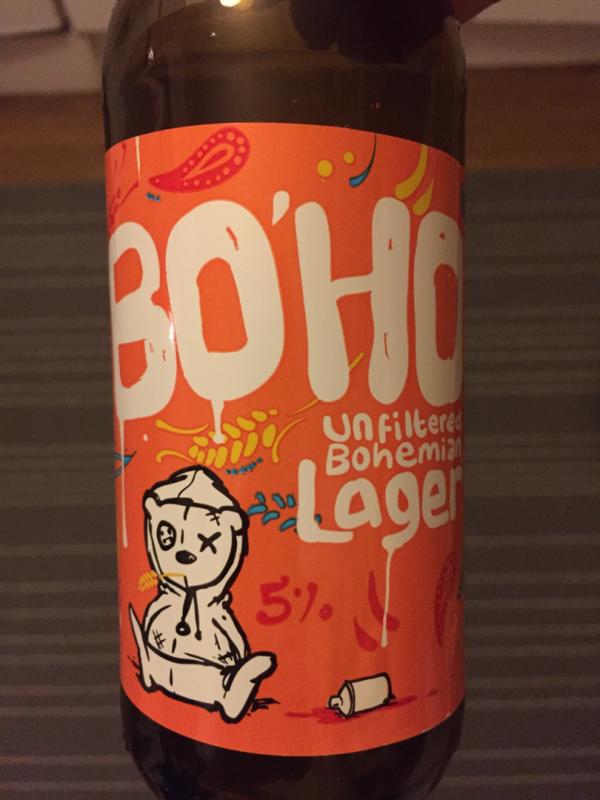 BO'HO
unfiltered
Bohemian
Lager
5%